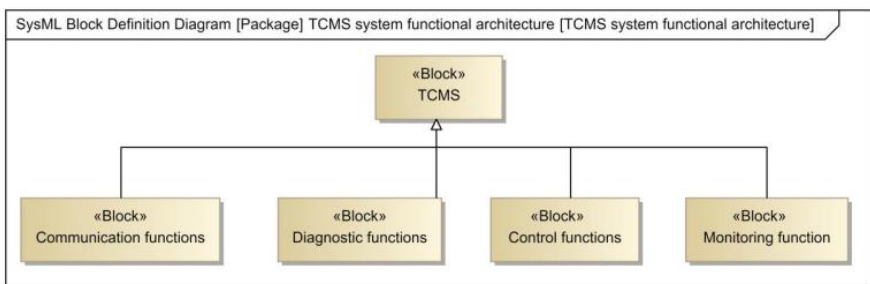 SysML Block Definition Diagram [Package] TCMS system functional architecture [TCMS system functional architecture]
«Block»
TCMS
«Block»
Communication functions
«Block»
Diagnostic functions
«Block»
Control functions
«Block»
Monitoring function